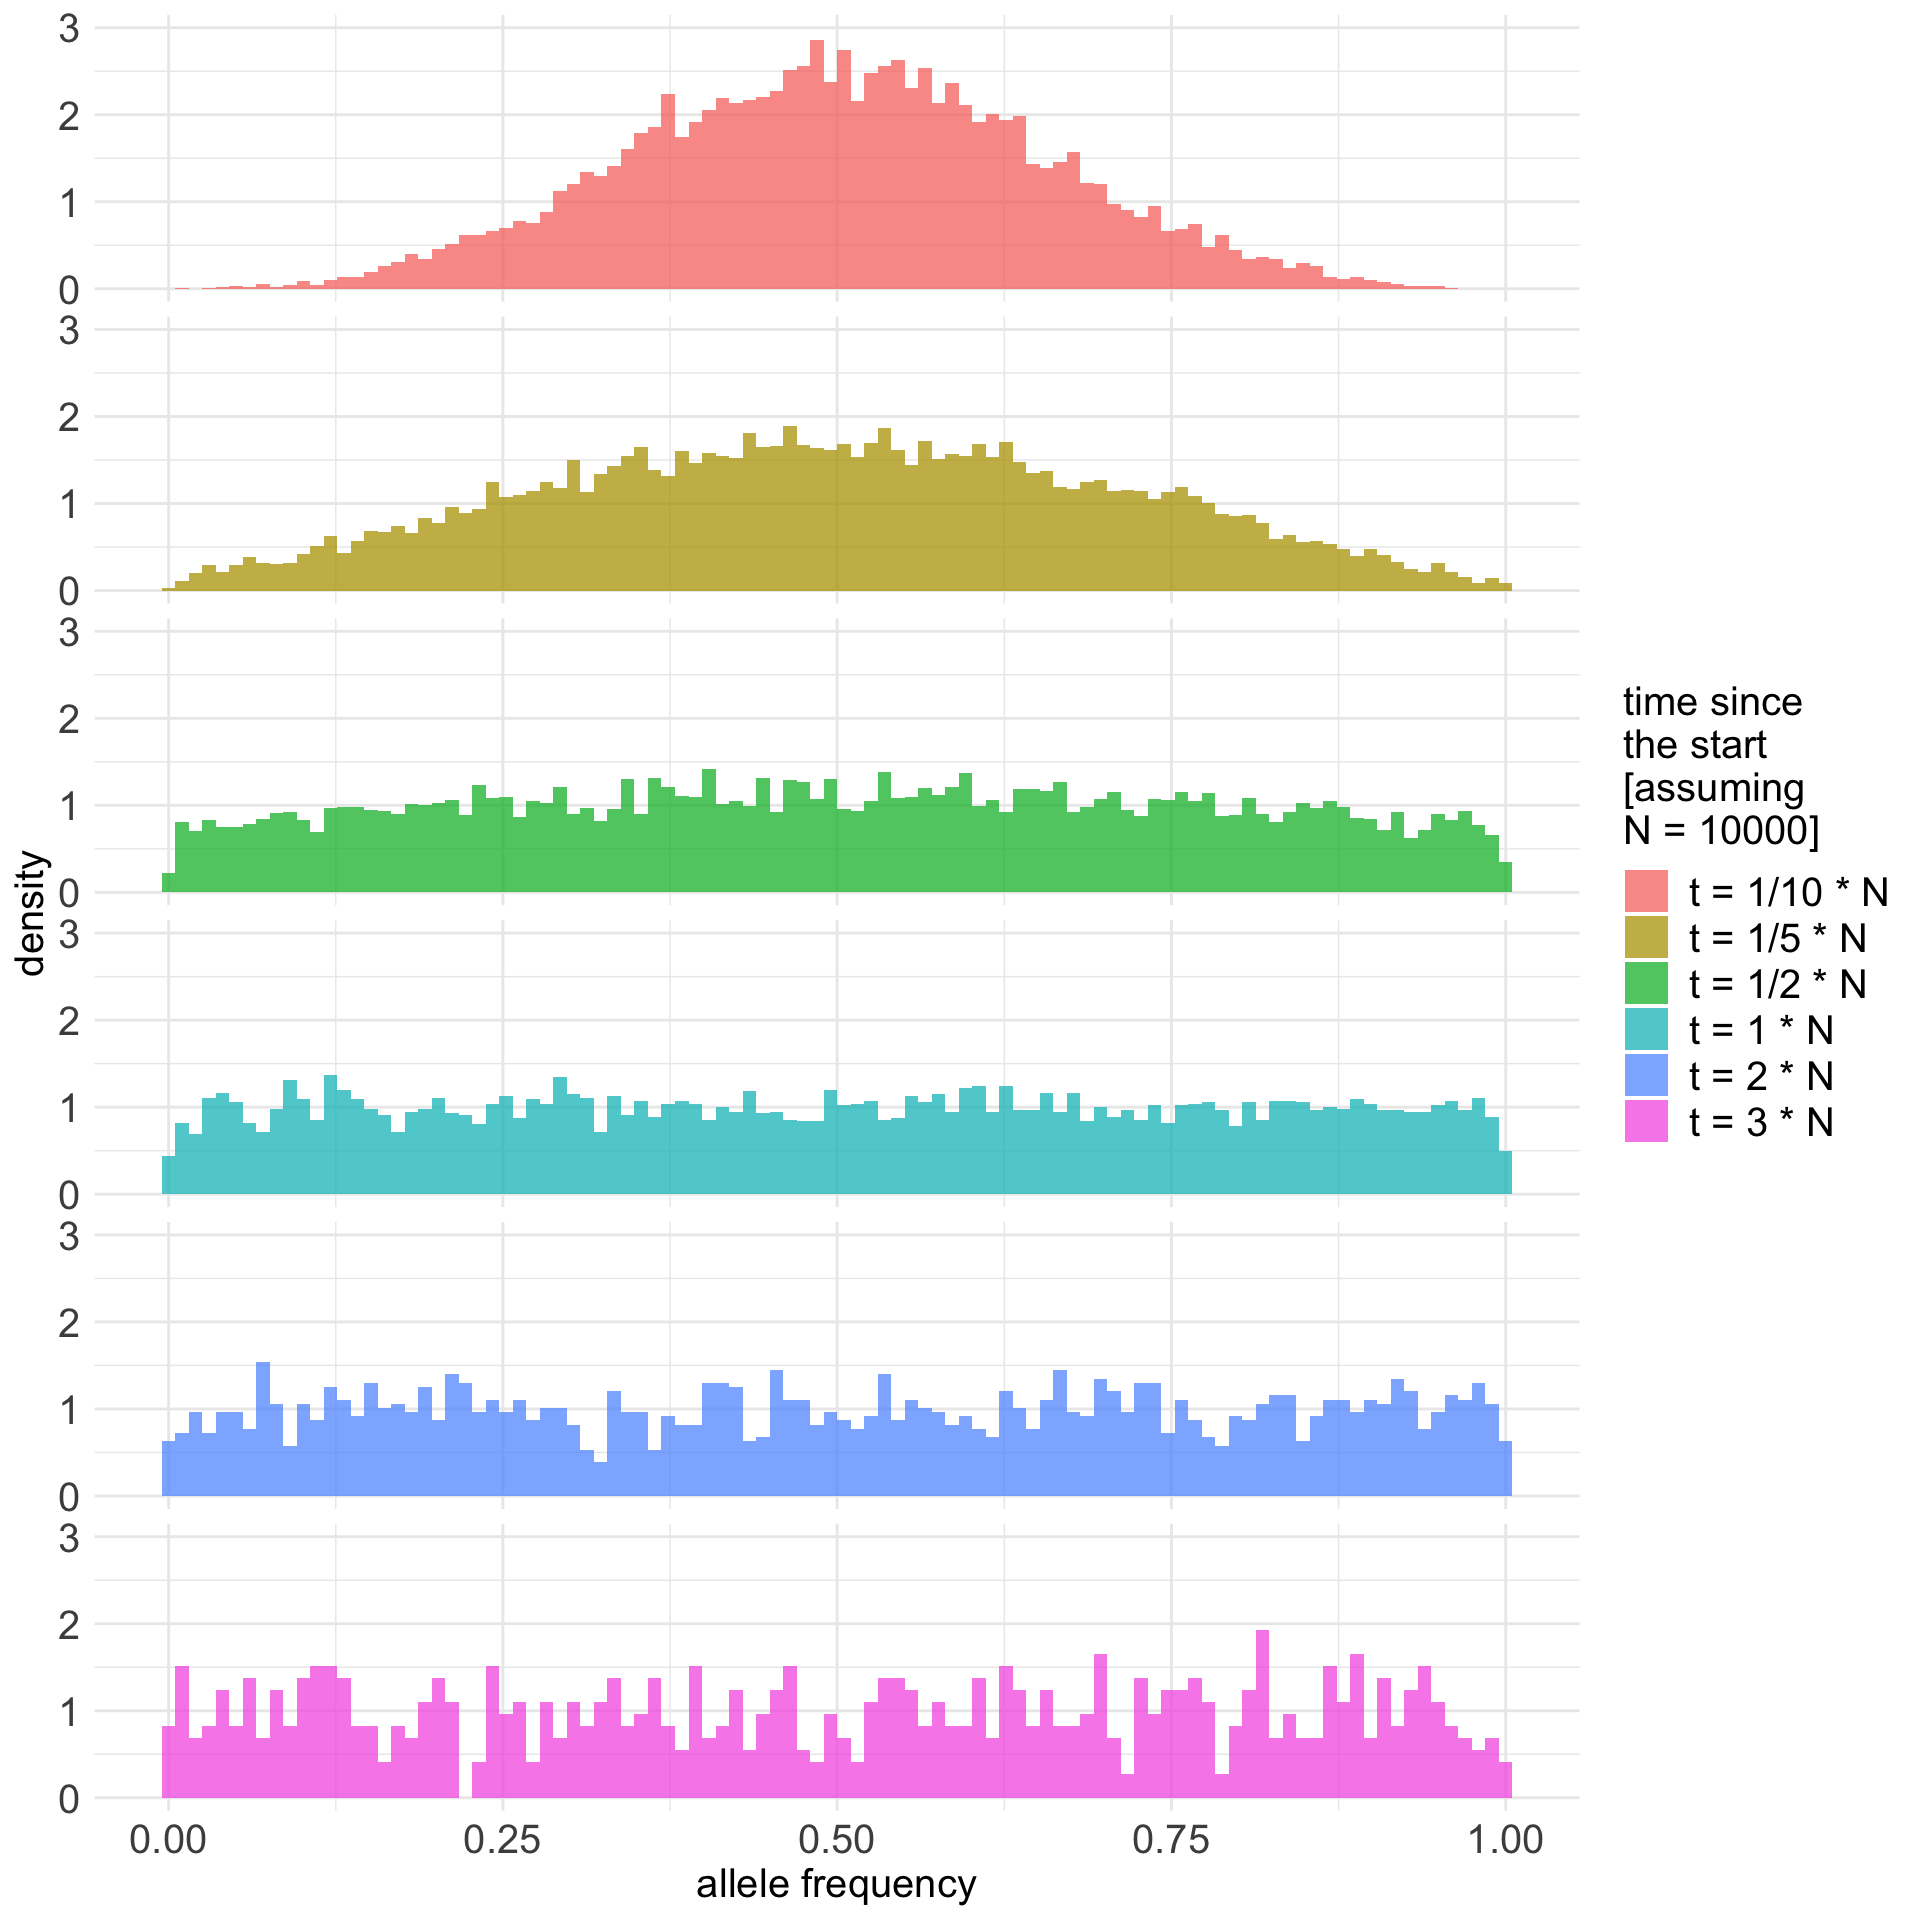 3
2
1
0
3
2
1
0
3
2
1
0
3
2
1
0
3
2
1
0
3
2
1
0
0.00 0.25 0.50 0.75 1.00
allele frequency
density
time since
the start
[assuming
N = 10000]
t = 1/10 * N
t = 1/5 * N
t = 1/2 * N
t = 1 * N
t = 2 * N
t = 3 * N